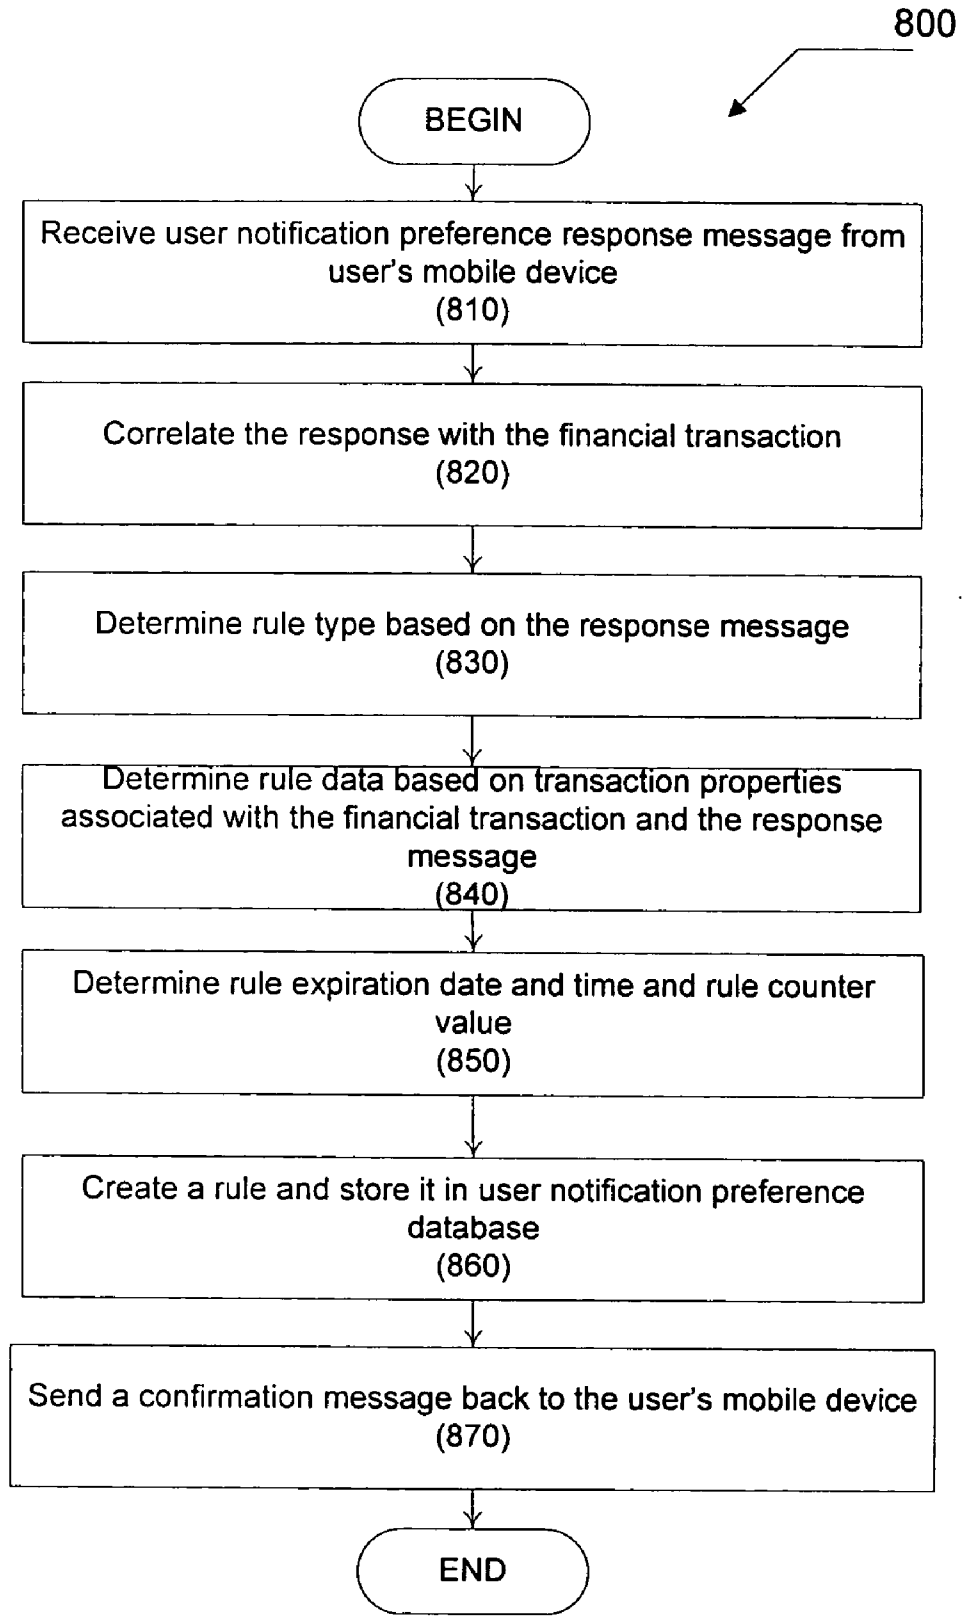 800
BEGIN
Receive user notification preference response message from
user's mobile device
(810)
Correlate the response with the financial transaction
(820)
Determine rule type based on the response message
(830)
Determine rule data based on transaction properties
associated with the financial transaction and the response
message
(840)
Determine rule expiration date and time and rule counter
value
(850)
Create a rule and store it in user notification preference
database
(860)
Send a confirmation message back to the user's mobile device
(870)
END